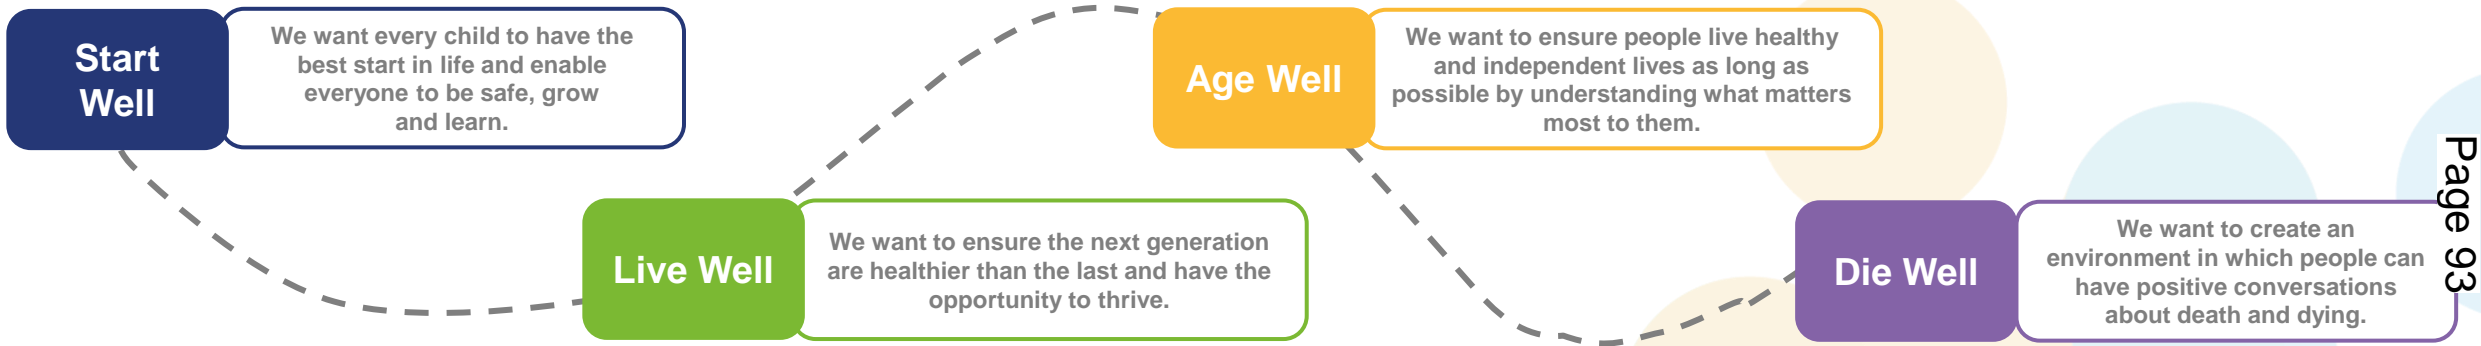 Start
Well
We want every child to have the
best start in life and enable
everyone to be safe, grow
and learn.
Live Well
We want to ensure the next generation
are healthier than the last and have the
opportunity to thrive.
Age Well
We want to ensure people live healthy
and independent lives as long as
possible by understanding what matters
most to them.
Die Well
We want to create an
environment in which people can
have positive conversations
about death and dying.
Page 93